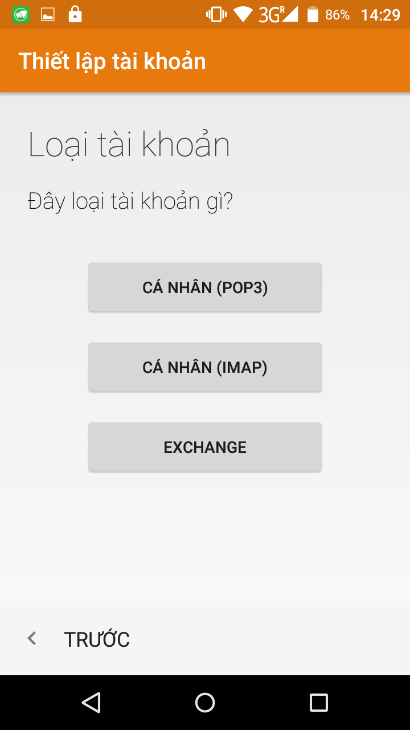 3G R 86% 14:29
Thiết lập tài khoản
Loại tài khoản
Đây loại tài khoản gì?
CÁ NHÂN (POP3)
CÁ NHÂN (IMAP)
EXCHANGE
TRƯỚC